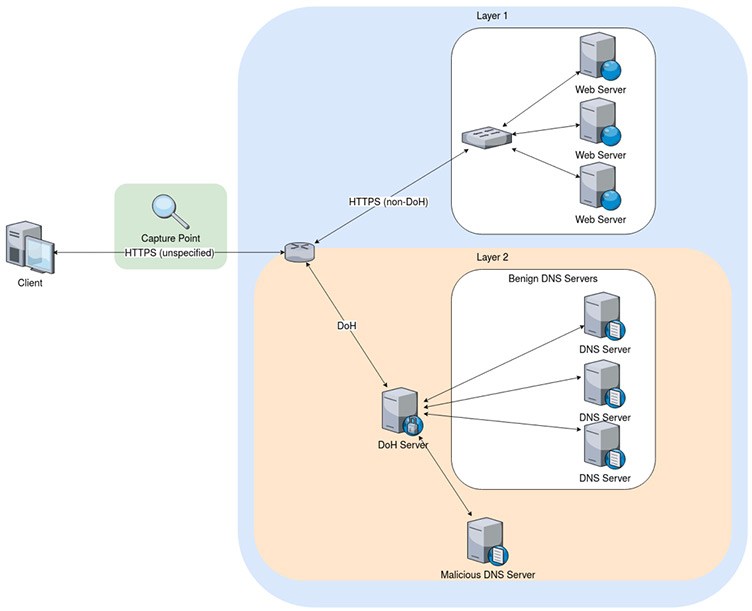 Layer 1
Web Server
Web Server
Web Server
HTTPS (non-DoH)
Capture Point
HTTPS (unspecified)
Client
Layer 2
Benign DNS Servers
DNS Server
DNS Server
DNS Server
DoH
DoH Server
Malicious DNS Server